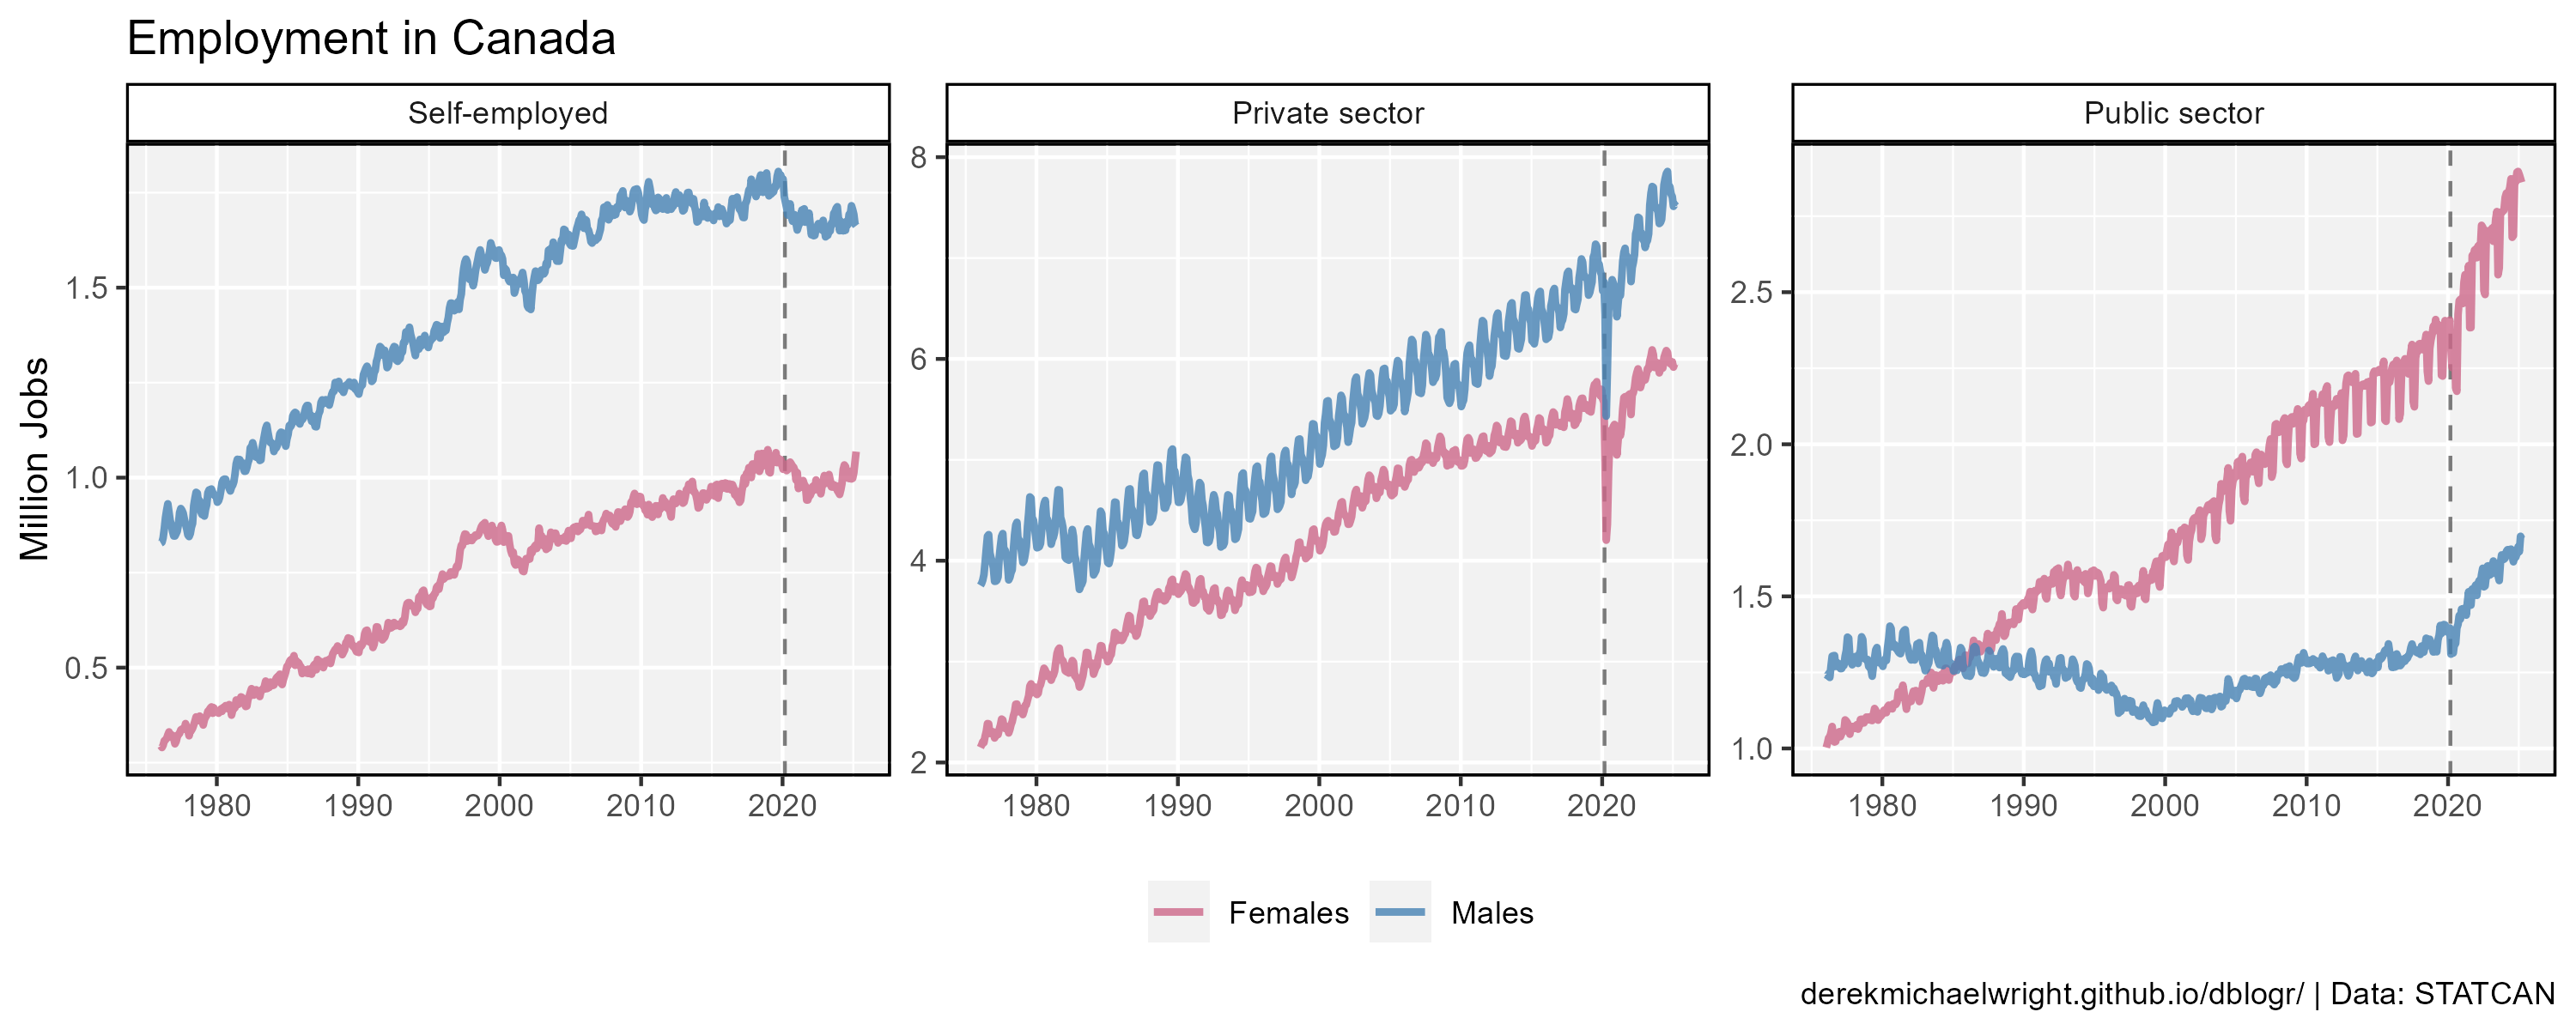 Employment in Canada
Self-employed
Private sector
Public sector
Million Jobs
1.5
1.0
0.5
8
6
4
2
2.5
2.0
1.5
1.0
1980 1990 2000 2010 2020
1980 1990 2000 2010 2020
1980 1990 2000 2010 2020
Females Males
derekmichaelwright.github.io/dblogr/ | Data: STATCAN